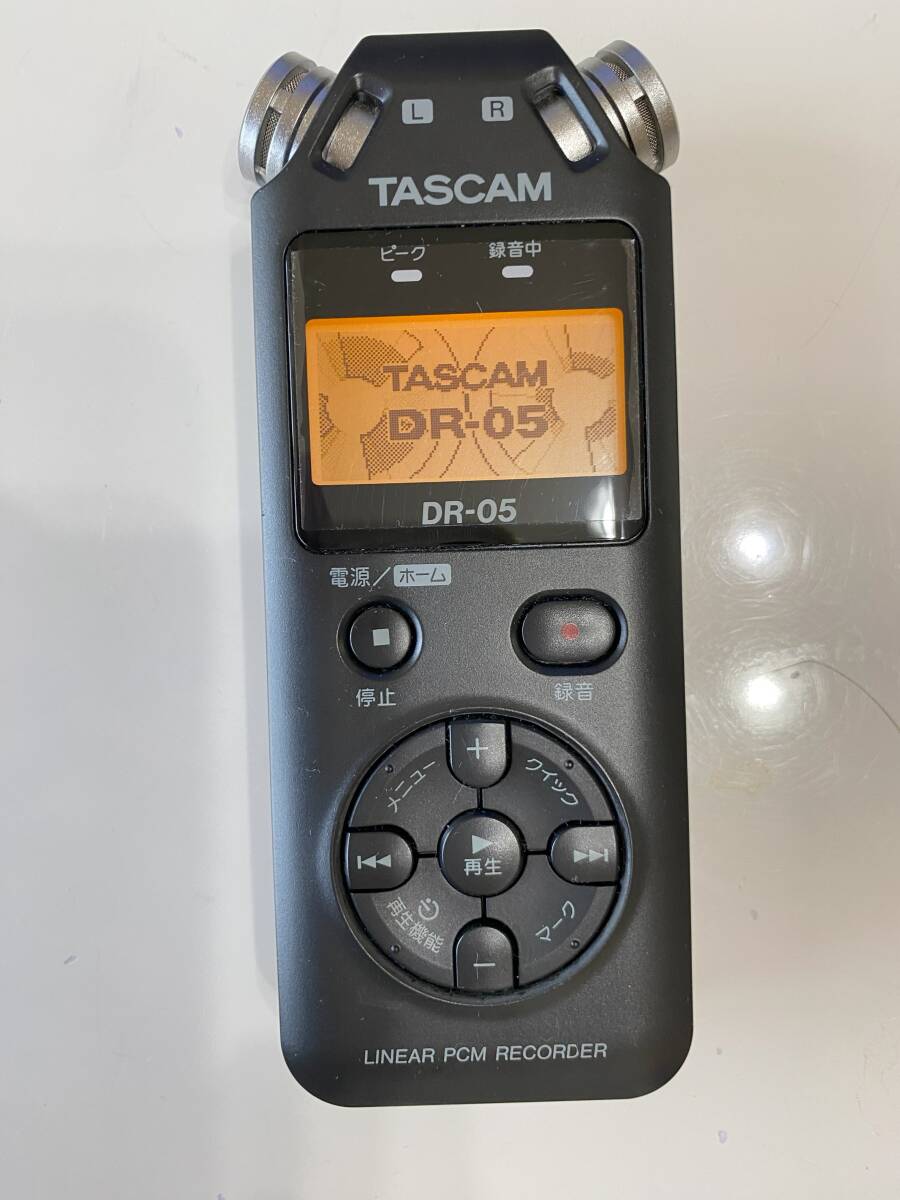 L R
TASCAM
ピーク 録音中
TASCAM
DR-05
DR-05
電源/ホーム
停止 録音
+
メニュー クイック
再生
再生機能 マーク
-
LINEAR PCM RECORDER